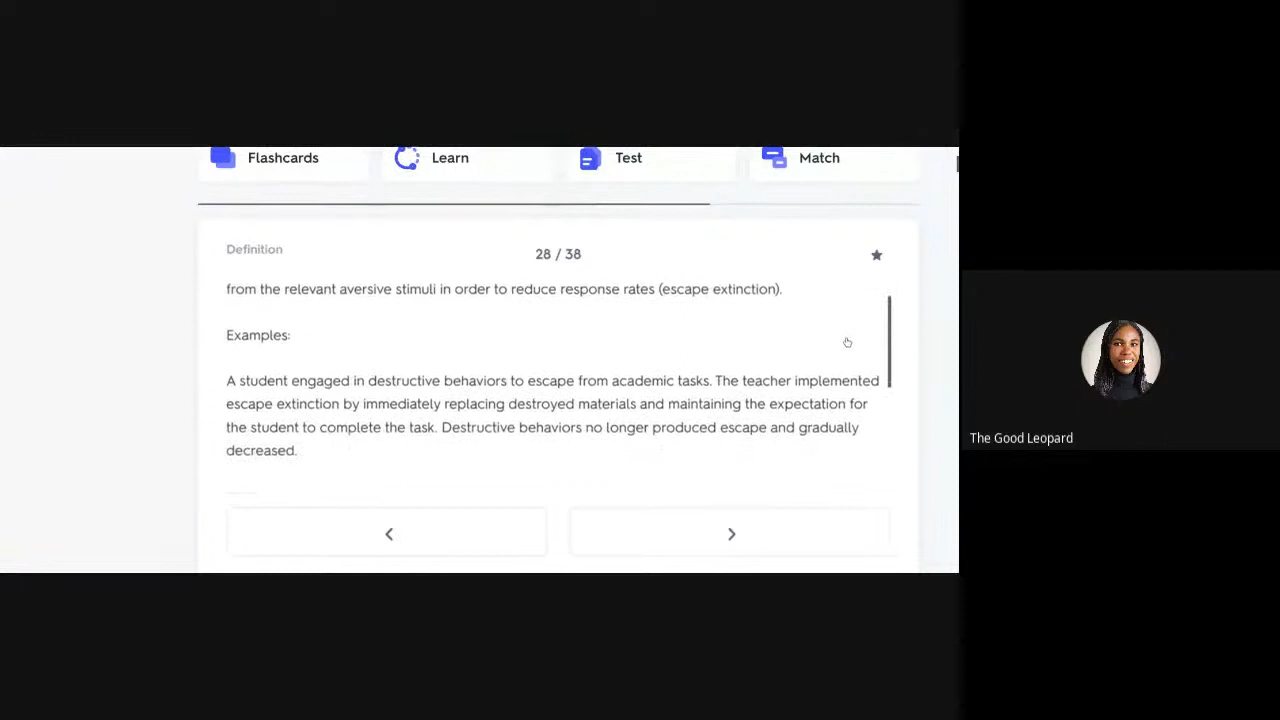 Flashcards
Learn
Test
Match
Definition
28 / 38
from the relevant aversive stimuli in order to reduce response rates (escape extinction).
Examples:
A student engaged in destructive behaviors to escape from academic tasks. The teacher implemented
escape extinction by immediately replacing destroyed materials and maintaining the expectation for
the student to complete the task. Destructive behaviors no longer produced escape and gradually
decreased.
The Good Leopard